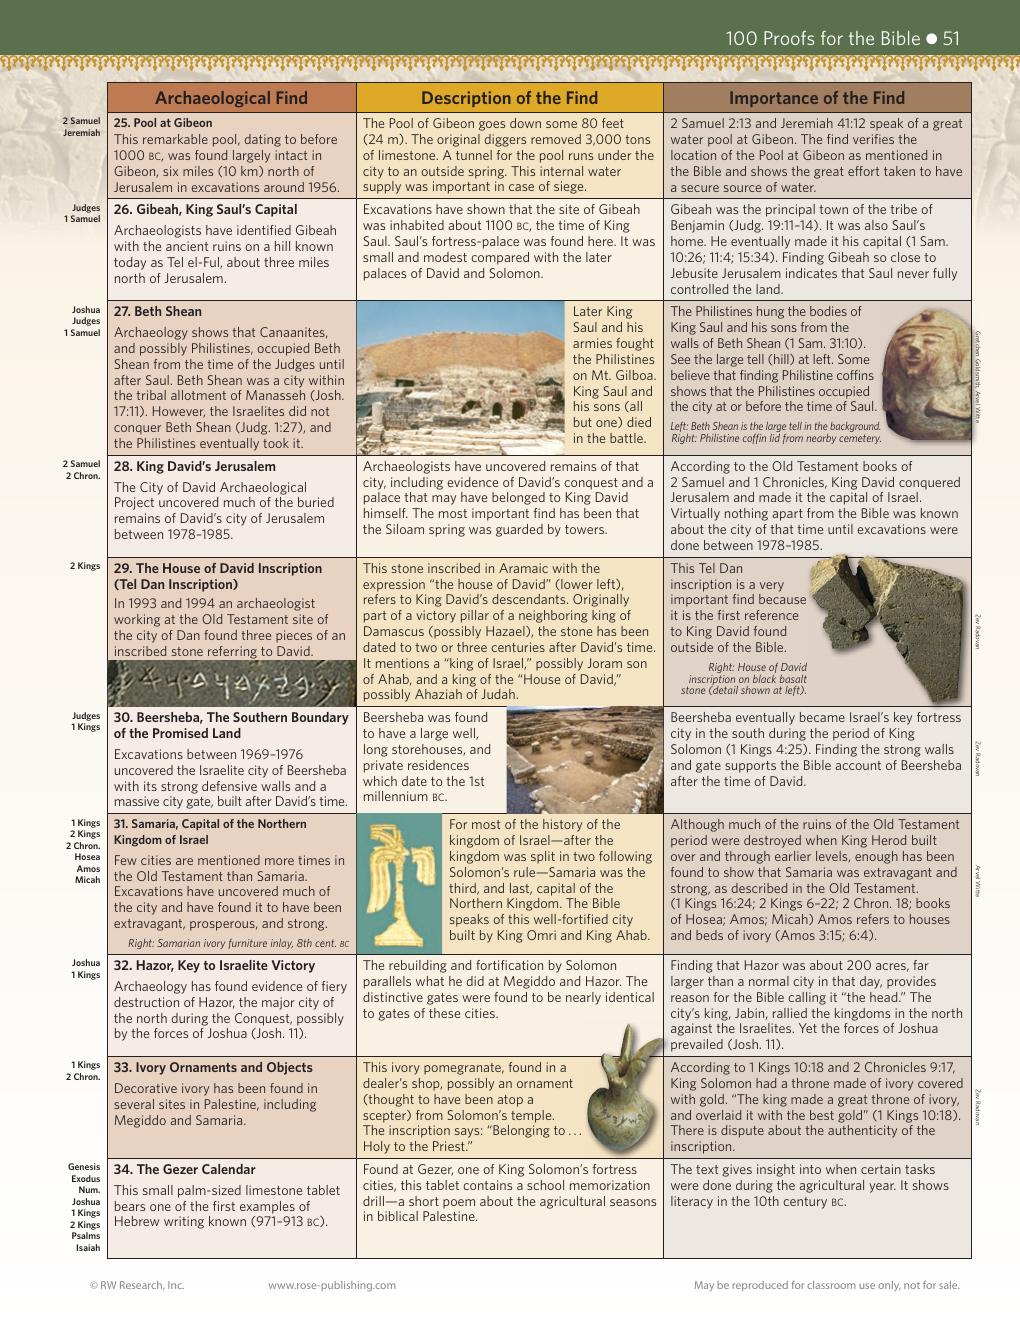 100 Proofs for the Bible ● 51
Archaeological Find
Description of the Find
Importance of the Find
2 Samuel
Jeremiah
25. Pool at Gibeon
This remarkable pool, dating to before
1000 BC, was found largely intact in
Gibeon, six miles (10 km) north of
Jerusalem in excavations around 1956.
The Pool of Gibeon goes down some 80 feet
(24 m). The original diggers removed 3,000 tons
of limestone. A tunnel for the pool runs under the
city to an outside spring. This internal water
supply was important in case of siege.
2 Samuel 2:13 and Jeremiah 41:12 speak of a great
water pool at Gibeon. The find verifies the
location of the Pool at Gibeon as mentioned in
the Bible and shows the great effort taken to have
a secure source of water.
Judges
1 Samuel
26. Gibeah, King Saul's Capital
Archaeologists have identified Gibeah
with the ancient ruins on a hill known
today as Tel el-Ful, about three miles
north of Jerusalem.
Excavations have shown that the site of Gibeah
was inhabited about 1100 BC, the time of King
Saul. Saul's fortress-palace was found here. It was
small and modest compared with the later
palaces of David and Solomon.
Gibeah was the principal town of the tribe of
Benjamin (Judg. 19:11–14). It was also Saul's
home. He eventually made it his capital (1 Sam.
10:26; 11:4; 15:34). Finding Gibeah so close to
Jebusite Jerusalem indicates that Saul never fully
controlled the land.
Joshua
Judges
1 Samuel
27. Beth Shean
Archaeology shows that Canaanites,
and possibly Philistines, occupied Beth
Shean from the time of the Judges until
after Saul. Beth Shean was a city within
the tribal allotment of Manasseh (Josh.
17:11). However, the Israelites did not
conquer Beth Shean (Judg. 1:27), and
the Philistines eventually took it.
Later King
Saul and his
armies fought
the Philistines
on Mt. Gilboa.
King Saul and
his sons (all
but one) died
in the battle.
The Philistines hung the bodies of
King Saul and his sons from the
walls of Beth Shean (1 Sam. 31:10).
See the large tell (hill) at left. Some
believe that finding Philistine coffins
shows that the Philistines occupied
the city at or before the time of Saul.
Left: Beth Shean is the large tell in the background.
Right: Philistine coffin lid from nearby cemetery.
Gretchen Goldsmith, Arvel Witte
2 Samuel
2 Chron.
28. King David's Jerusalem
The City of David Archaeological
Project uncovered much of the buried
remains of David's city of Jerusalem
between 1978–1985.
Archaeologists have uncovered remains of that
city, including evidence of David's conquest and a
palace that may have belonged to King David
himself. The most important find has been that
the Siloam spring was guarded by towers.
According to the Old Testament books of
2 Samuel and 1 Chronicles, King David conquered
Jerusalem and made it the capital of Israel.
Virtually nothing apart from the Bible was known
about the city of that time until excavations were
done between 1978–1985.
2 Kings
29. The House of David Inscription
(Tel Dan Inscription)
In 1993 and 1994 an archaeologist
working at the Old Testament site of
the city of Dan found three pieces of an
inscribed stone referring to David.
This stone inscribed in Aramaic with the
expression "the house of David" (lower left),
refers to King David's descendants. Originally
part of a victory pillar of a neighboring king of
Damascus (possibly Hazael), the stone has been
dated to two or three centuries after David's time.
It mentions a "king of Israel," possibly Joram son
of Ahab, and a king of the "House of David,"
possibly Ahaziah of Judah.
This Tel Dan
inscription is a very
important find because
it is the first reference
to King David found
outside of the Bible.
Right: House of David
inscription on black basalt
stone (detail shown at left).
Zev Radovan
Judges
1 Kings
30. Beersheba, The Southern Boundary
of the Promised Land
Excavations between 1969–1976
uncovered the Israelite city of Beersheba
with its strong defensive walls and a
massive city gate, built after David's time.
Beersheba was found
to have a large well,
long storehouses, and
private residences
which date to the 1st
millennium BC.
Beersheba eventually became Israel's key fortress
city in the south during the period of King
Solomon (1 Kings 4:25). Finding the strong walls
and gate supports the Bible account of Beersheba
after the time of David.
Zev Radovan
1 Kings
2 Kings
2 Chron.
Hosea
Amos
Micah
31. Samaria, Capital of the Northern
Kingdom of Israel
Few cities are mentioned more times in
the Old Testament than Samaria.
Excavations have uncovered much of
the city and have found it to have been
extravagant, prosperous, and strong.
Right: Samarian ivory furniture inlay, 8th cent. BC
For most of the history of the
kingdom of Israel—after the
kingdom was split in two following
Solomon's rule—Samaria was the
third, and last, capital of the
Northern Kingdom. The Bible
speaks of this well-fortified city
built by King Omri and King Ahab.
Although much of the ruins of the Old Testament
period were destroyed when King Herod built
over and through earlier levels, enough has been
found to show that Samaria was extravagant and
strong, as described in the Old Testament.
(1 Kings 16:24; 2 Kings 6–22; 2 Chron. 18; books
of Hosea; Amos; Micah) Amos refers to houses
and beds of ivory (Amos 3:15; 6:4).
Arvel Witte
Joshua
1 Kings
32. Hazor, Key to Israelite Victory
Archaeology has found evidence of fiery
destruction of Hazor, the major city of
the north during the Conquest, possibly
by the forces of Joshua (Josh. 11).
The rebuilding and fortification by Solomon
parallels what he did at Megiddo and Hazor. The
distinctive gates were found to be nearly identical
to gates of these cities.
Finding that Hazor was about 200 acres, far
larger than a normal city in that day, provides
reason for the Bible calling it "the head." The
city's king, Jabin, rallied the kingdoms in the north
against the Israelites. Yet the forces of Joshua
prevailed (Josh. 11).
1 Kings
2 Chron.
33. Ivory Ornaments and Objects
Decorative ivory has been found in
several sites in Palestine, including
Megiddo and Samaria.
This ivory pomegranate, found in a
dealer's shop, possibly an ornament
(thought to have been atop a
scepter) from Solomon's temple.
The inscription says: "Belonging to . . .
Holy to the Priest."
According to 1 Kings 10:18 and 2 Chronicles 9:17,
King Solomon had a throne made of ivory covered
with gold. "The king made a great throne of ivory,
and overlaid it with the best gold" (1 Kings 10:18).
There is dispute about the authenticity of the
inscription.
Zev Radovan
Genesis
Exodus
Num.
Joshua
1 Kings
2 Kings
Psalms
Isaiah
34. The Gezer Calendar
This small palm-sized limestone tablet
bears one of the first examples of
Hebrew writing known (971–913 BC).
Found at Gezer, one of King Solomon's fortress
cities, this tablet contains a school memorization
drill—a short poem about the agricultural seasons
in biblical Palestine.
The text gives insight into when certain tasks
were done during the agricultural year. It shows
literacy in the 10th century BC.
© RW Research, Inc.
www.rose-publishing.com
May be reproduced for classroom use only, not for sale.